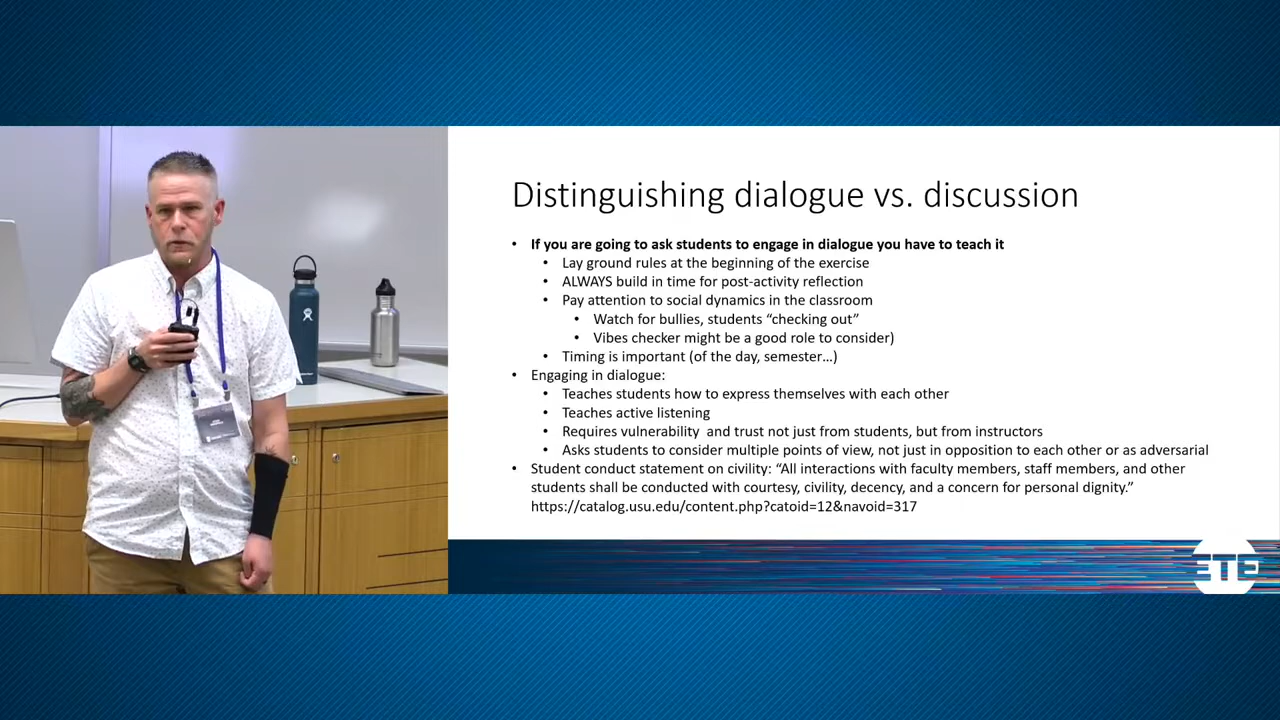 Distinguishing dialogue vs. discussion
• If you are going to ask students to engage in dialogue you have to teach it
• Lay ground rules at the beginning of the exercise
• ALWAYS build in time for post-activity reflection
• Pay attention to social dynamics in the classroom
• Watch for bullies, students “checking out”
• Vibes checker might be a good role to consider)
• Timing is important (of the day, semester…)
• Engaging in dialogue:
• Teaches students how to express themselves with each other
• Teaches active listening
• Requires vulnerability and trust not just from students, but from instructors
• Asks students to consider multiple points of view, not just in opposition to each other or as adversarial
• Student conduct statement on civility: “All interactions with faculty members, staff members, and other
students shall be conducted with courtesy, civility, decency, and a concern for personal dignity.”
https://catalog.usu.edu/content.php?catoid=12&navoid=317
ETE